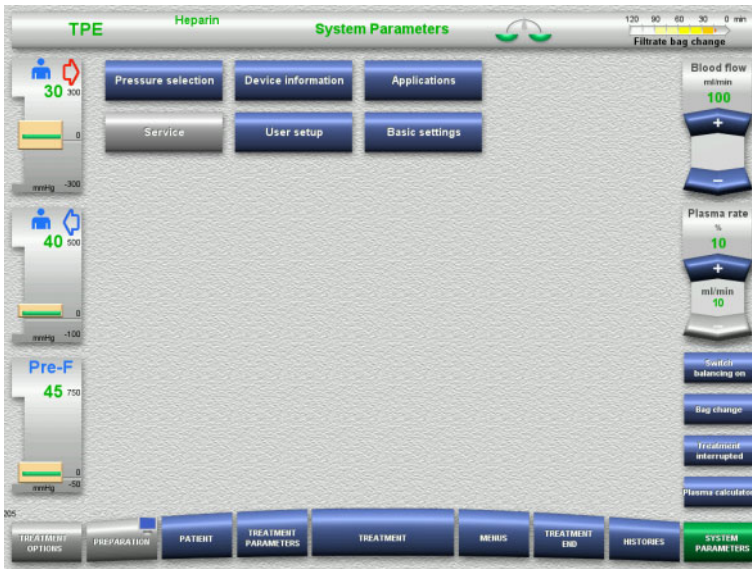 TPE
Heparin
System Parameters
120 90 60 30 0 min
Filtrate bag change
30
300
0
-300
mmHg
40
500
0
-100
mmHg
Pre-F
45
750
0
-50
mmHg
205
Pressure selection
Device information
Applications
Service
User setup
Basic settings
Blood flow
ml/min
100
+
−
Plasma rate
%
10
+
ml/min
10
−
Switch
balancing on
Bag change
Treatment
interrupted
Plasma calculator
TREATMENT
OPTIONS
PREPARATION
PATIENT
TREATMENT
PARAMETERS
TREATMENT
MENUS
TREATMENT
END
HISTORIES
SYSTEM
PARAMETERS